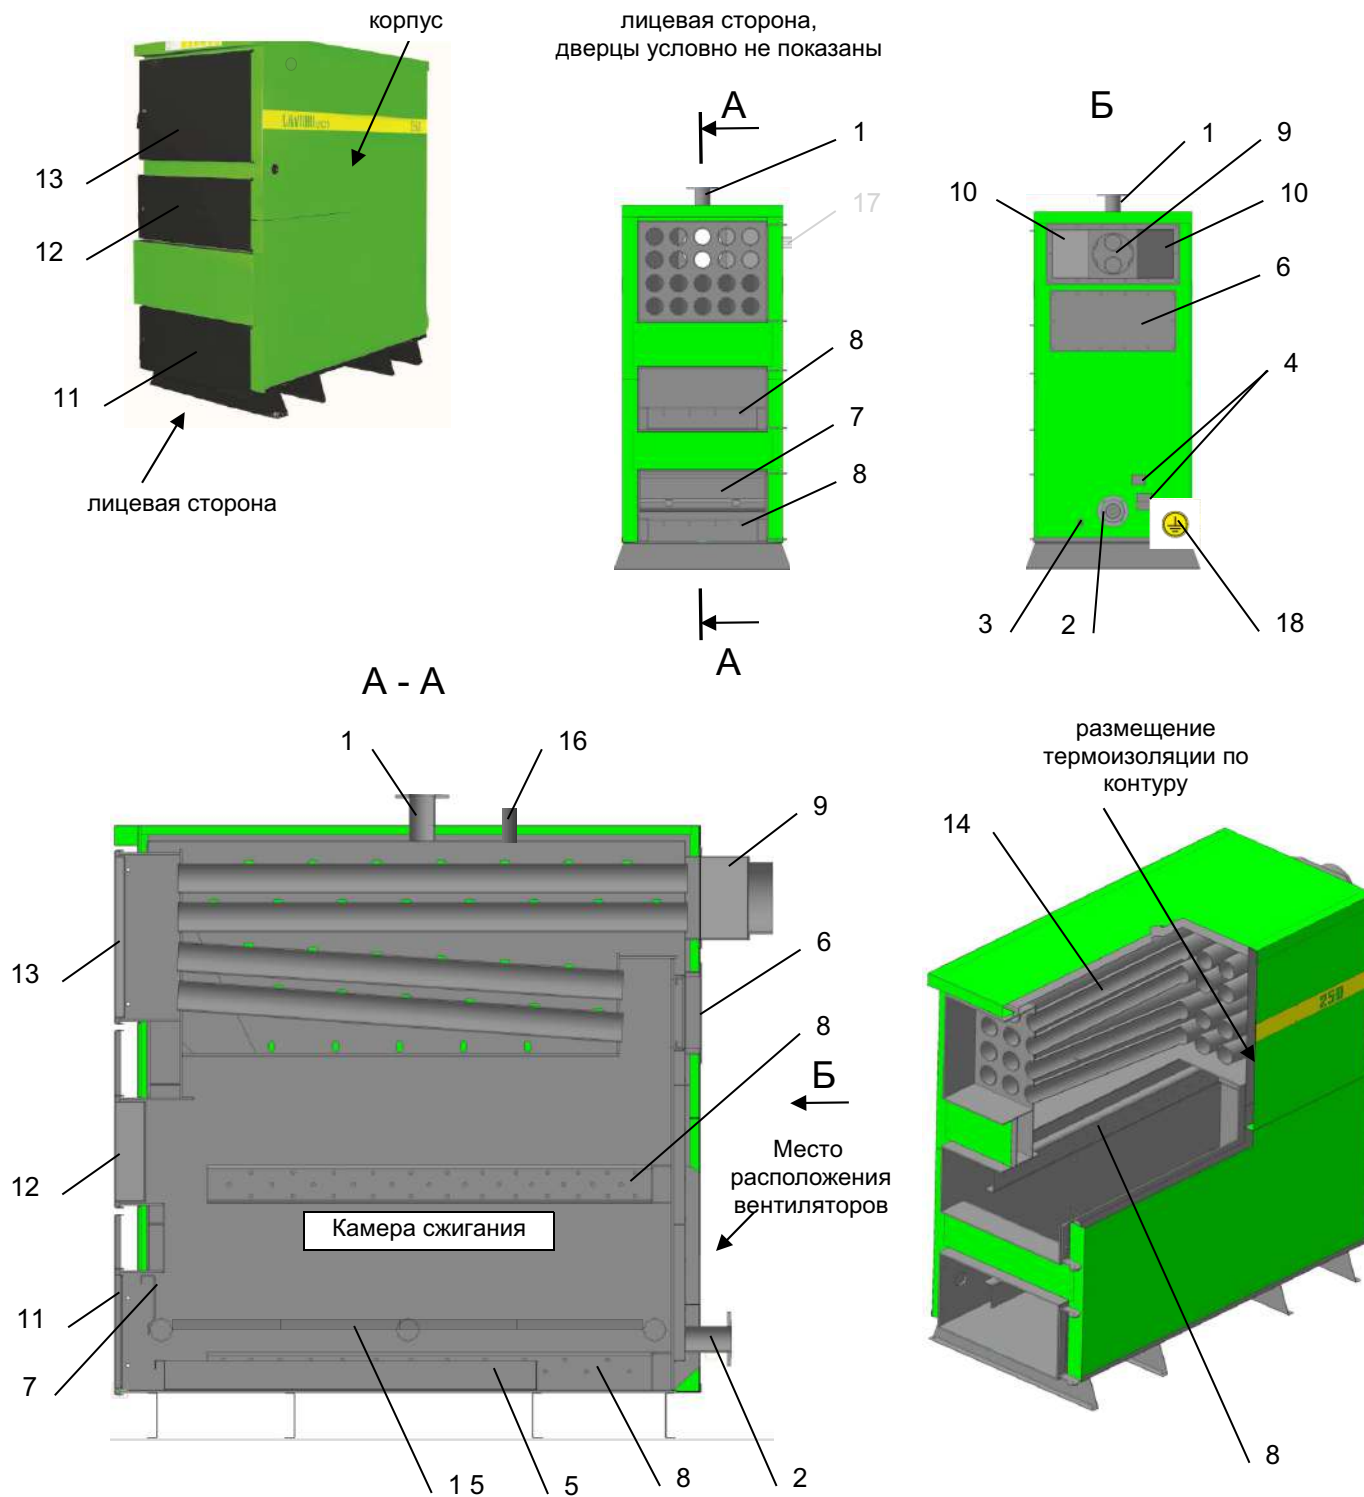 корпус
13
12
11
лицевая сторона
лицевая сторона,
дверцы условно не показаны
А
1
17
8
7
8
А
Б
1
9
10
10
6
4
3
2
18
А - А
1
16
9
13
6
8
Б
12
Место
расположения
вентиляторов
Камера сжигания
11
7
1 5
5
8
2
размещение
термоизоляции по
контуру
14
250
8